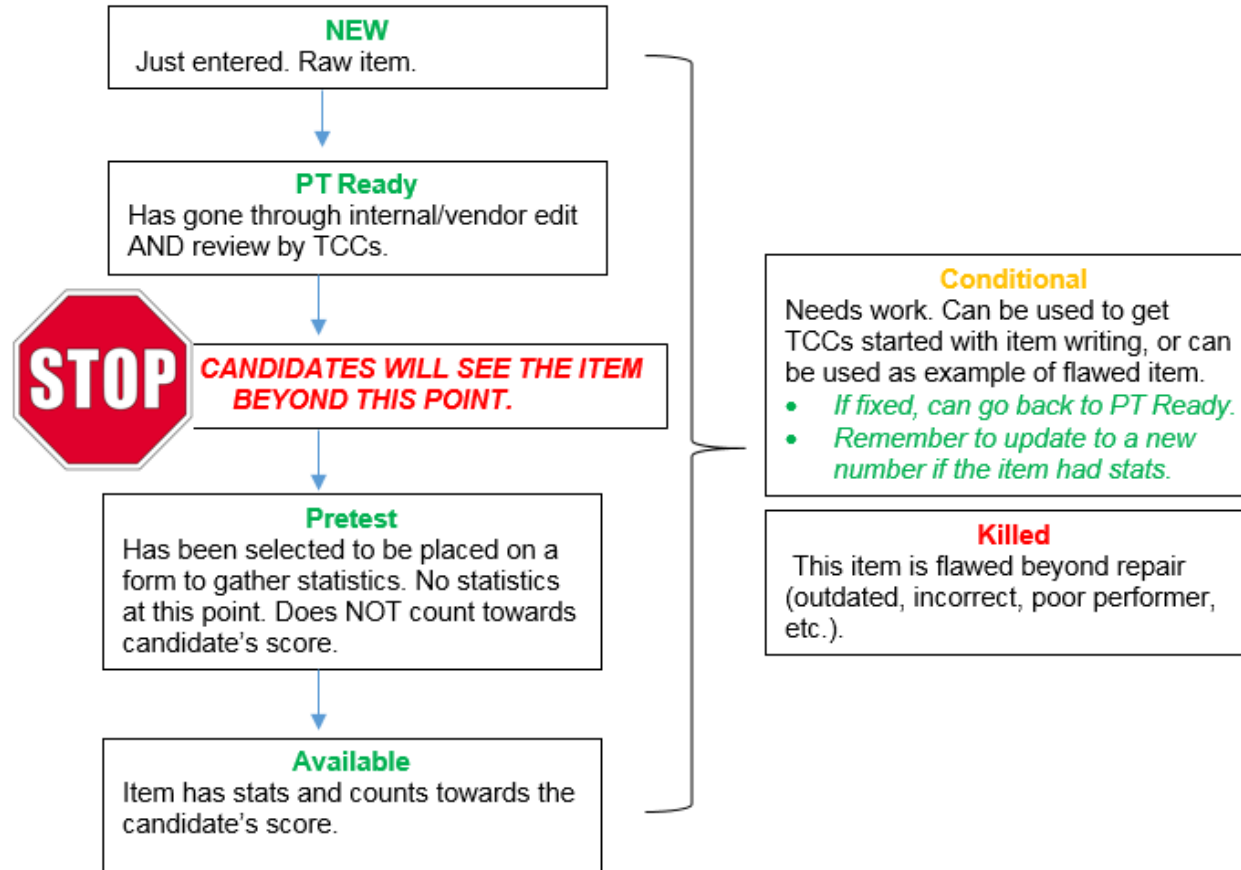 NEW
Just entered. Raw item.
PT Ready
Has gone through internal/vendor edit
AND review by TCCs.
STOP
CANDIDATES WILL SEE THE ITEM
BEYOND THIS POINT.
Pretest
Has been selected to be placed on a
form to gather statistics. No statistics
at this point. Does NOT count towards
candidate’s score.
Available
Item has stats and counts towards the
candidate’s score.
Conditional
Needs work. Can be used to get
TCCs started with item writing, or can
be used as example of flawed item.
• If fixed, can go back to PT Ready.
• Remember to update to a new
number if the item had stats.
Killed
This item is flawed beyond repair
(outdated, incorrect, poor performer,
etc.).